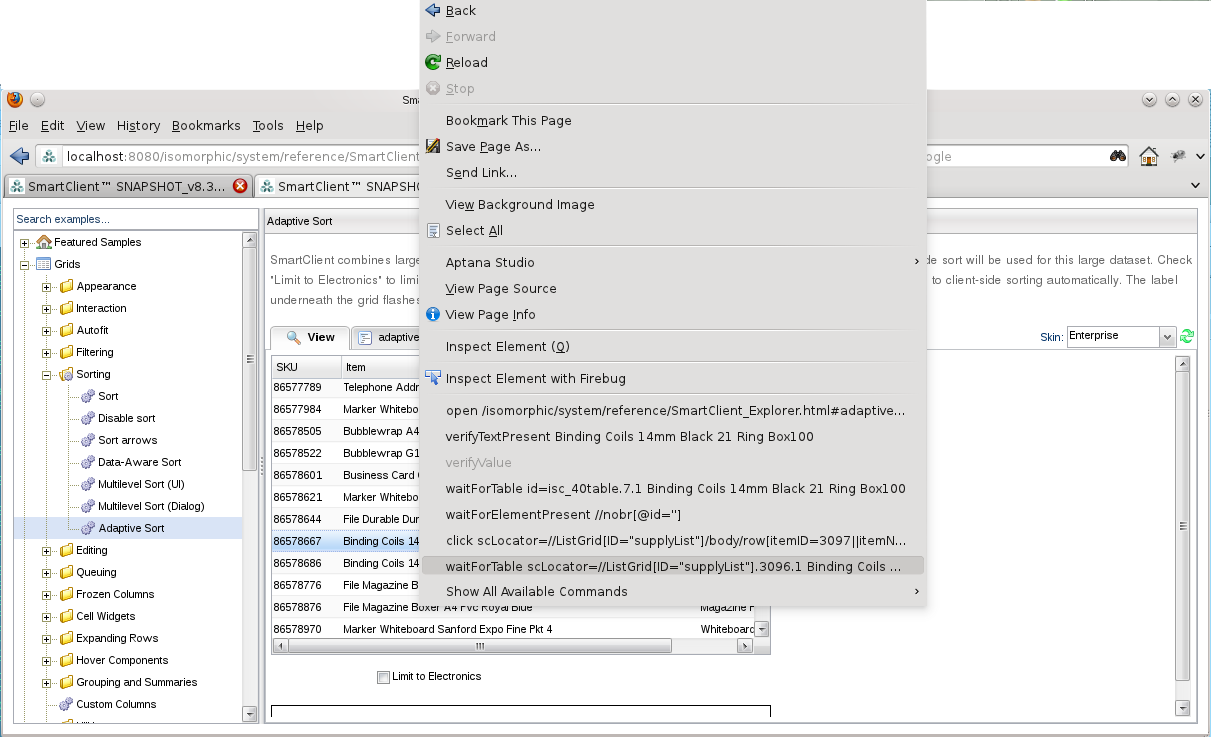 Back
Forward
Reload
Stop
Bookmark This Page
Save Page As...
Send Link...
View Background Image
Select All
Aptana Studio
View Page Source
View Page Info
Inspect Element (Q)
Inspect Element with Firebug
open /isomorphic/system/reference/SmartClient_Explorer.html#adaptive...
verifyTextPresent Binding Coils 14mm Black 21 Ring Box100
verifyValue
waitForTable id=isc_40table.7.1 Binding Coils 14mm Black 21 Ring Box100
waitForElementPresent //nobr[@id='']
click scLocator=//ListGrid[ID="supplyList"]/body/row[itemID=3097||itemN...
waitForTable scLocator=//ListGrid[ID="supplyList"].3096.1 Binding Coils ...
Show All Available Commands
File Edit View History Bookmarks Tools Help
localhost:8080/isomorphic/system/reference/SmartClient
SmartClient™ SNAPSHOT_v8.3...
SmartClient™ SNAPSH
Search examples...
Featured Samples
Grids
Appearance
Interaction
Autofit
Filtering
Sorting
Sort
Disable sort
Sort arrows
Data-Aware Sort
Multilevel Sort (UI)
Multilevel Sort (Dialog)
Adaptive Sort
Editing
Queuing
Frozen Columns
Cell Widgets
Expanding Rows
Hover Components
Grouping and Summaries
Custom Columns
Adaptive Sort
SmartClient combines large
de sort will be used for this large dataset. Check
"Limit to Electronics" to limi
to client-side sorting automatically. The label
underneath the grid flashes
View
adaptive
Skin: Enterprise
SKU Item
86577789 Telephone Addr
86577984 Marker Whitebo
86578505 Bubblewrap A4
86578522 Bubblewrap G1
86578601 Business Card
86578621 Marker Whitebo
86578644 File Durable Dur
86578667 Binding Coils 14
86578686 Binding Coils 14
86578776 File Magazine B
86578876 File Magazine Boxer A4 Pvc Royal Blue Magazine
86578970 Marker Whiteboard Sanford Expo Fine Pkt 4 Whiteboard
Limit to Electronics